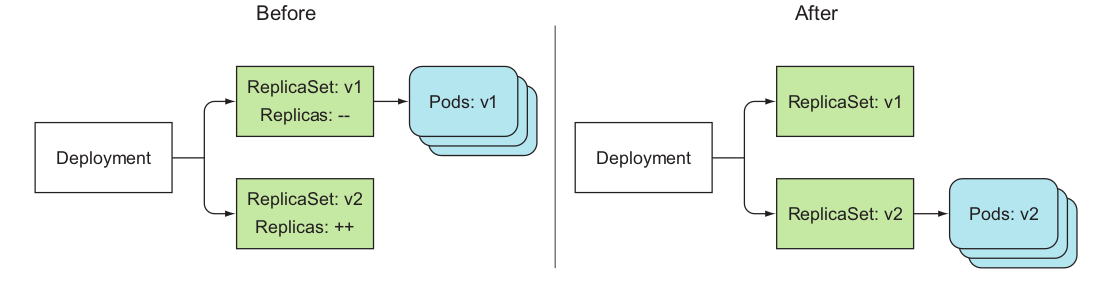 Before
Deployment
ReplicaSet: v1
Replicas: --
Pods: v1
ReplicaSet: v2
Replicas: ++
After
Deployment
ReplicaSet: v1
ReplicaSet: v2
Pods: v2